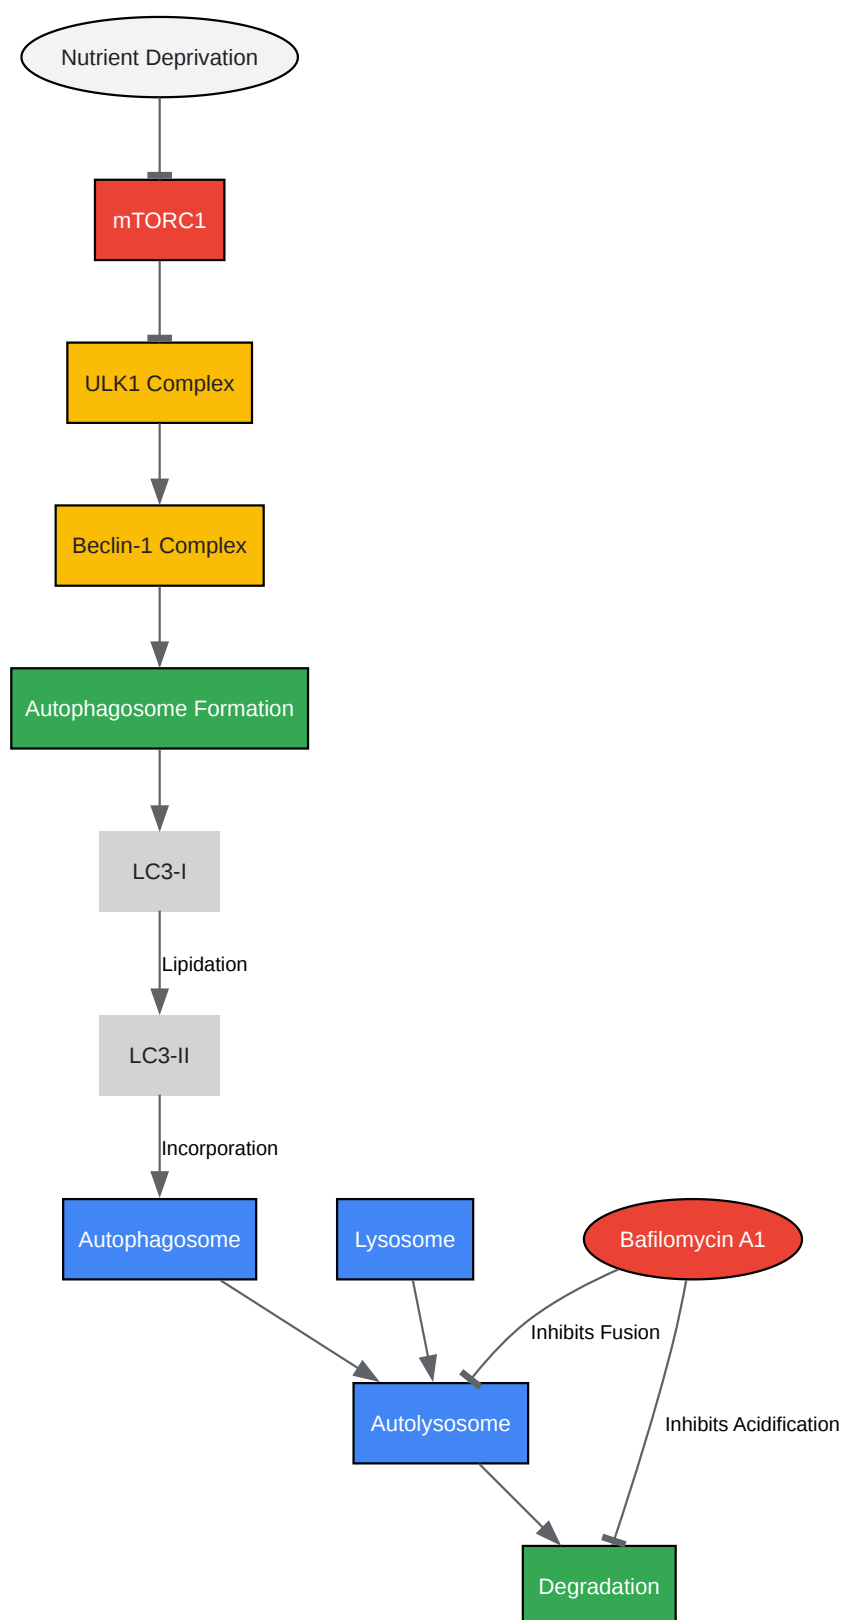 Nutrient Deprivation
mTORC1
ULK1 Complex
Beclin-1 Complex
Autophagosome Formation
LC3-I
Lipidation
LC3-II
Incorporation
Autophagosome
Lysosome
Bafilomycin A1
Inhibits Fusion
Autolysosome
Inhibits Acidification
Degradation